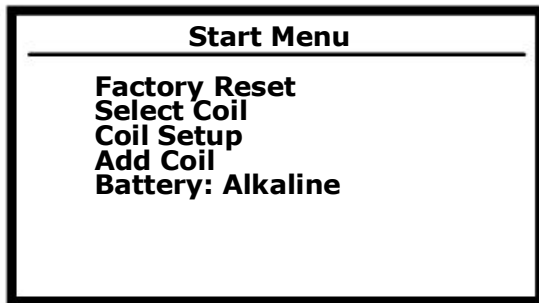 Start Menu
Factory Reset
Select Coil
Coil Setup
Add Coil
Battery: Alkaline